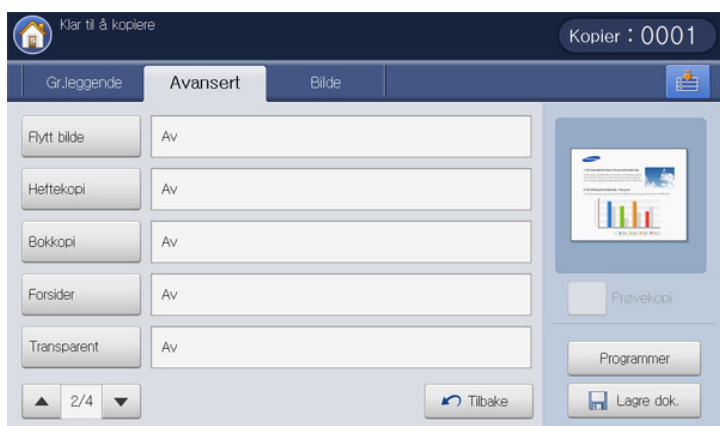 Klar til å kopiere
Kopier : 0001
Gr.leggende
Avansert
Bilde
Flytt bilde
Av
Heftekopi
Av
Bokkopi
Av
Forsider
Av
Transparent
Av
Prøvekopi
Programmer
2/4
Tilbake
Lagre dok.